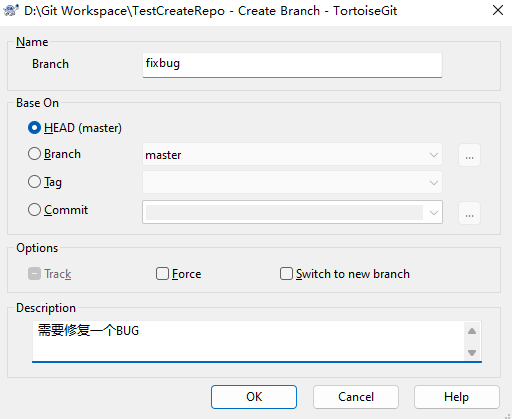 D:\Git Workspace\TestCreateRepo - Create Branch - TortoiseGit
Name
Branch fixbug
Base On
HEAD (master)
Branch master ...
Tag
Commit ...
Options
Track Force Switch to new branch
Description
需要修复一个BUG
OK Cancel Help